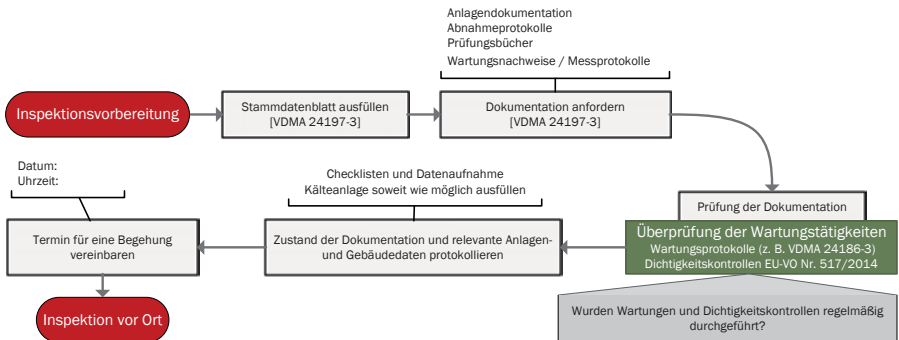 Anlagendokumentation
Abnahmeprotokolle
Prüfungsbücher
Wartungsnachweise / Messprotokolle
Inspektionsvorbereitung
Stammdatenblatt ausfüllen
[VDMA 24197-3]
Dokumentation anfordern
[VDMA 24197-3]
Prüfung der Dokumentation
Überprüfung der Wartungstätigkeiten
Wartungsprotokolle (z. B. VDMA 24186-3)
Dichtigkeitskontrollen EU-VO Nr. 517/2014
Wurden Wartungen und Dichtigkeitskontrollen regelmäßig
durchgeführt?
Checklisten und Datenaufnahme
Kälteanlage soweit wie möglich ausfüllen
Zustand der Dokumentation und relevante Anlagen-
und Gebäudedaten protokollieren
Datum:
Uhrzeit:
Termin für eine Begehung
vereinbaren
Inspektion vor Ort